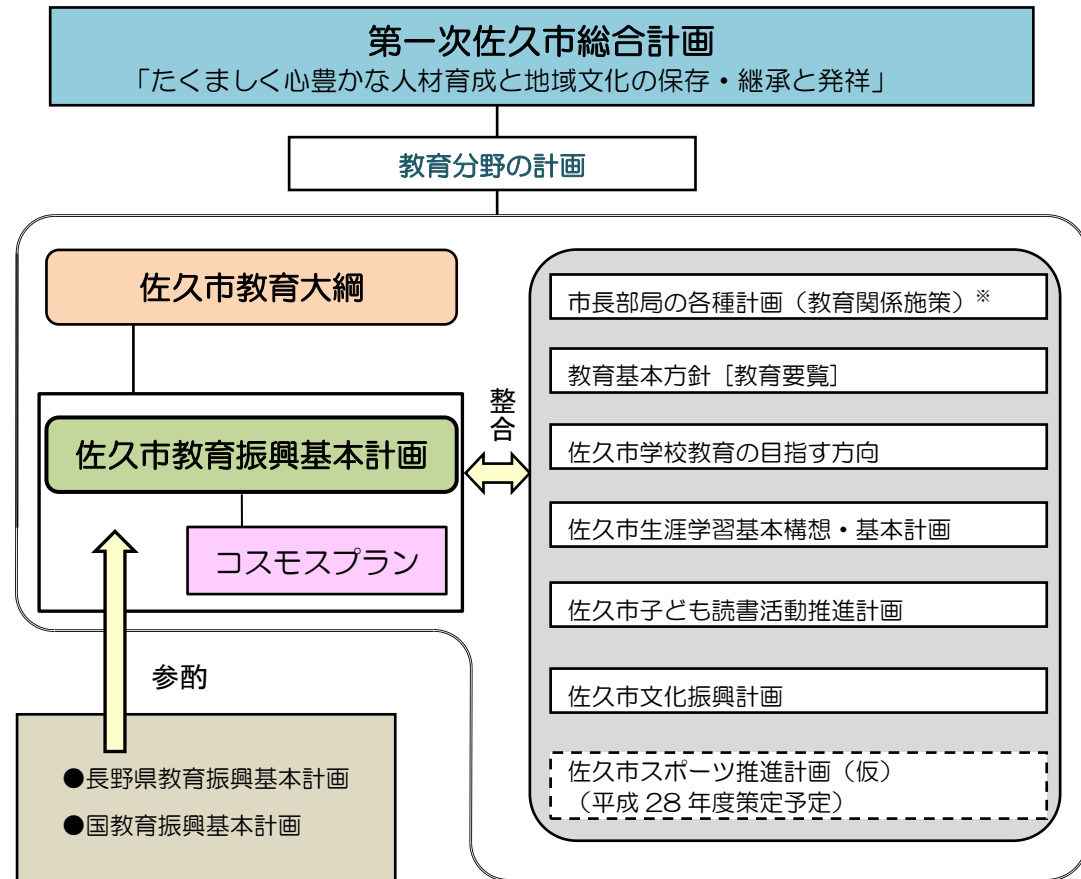 第一次佐久市総合計画
「たくましく心豊かな人材育成と地域文化の保存・継承と発祥」
教育分野の計画
佐久市教育大綱
佐久市教育振興基本計画
コスモスプラン
整合
参酌
●長野県教育振興基本計画
●国教育振興基本計画
市長部局の各種計画（教育関係施策）※
教育基本方針［教育要覧］
佐久市学校教育の目指す方向
佐久市生涯学習基本構想・基本計画
佐久市子ども読書活動推進計画
佐久市文化振興計画
佐久市スポーツ推進計画（仮）
（平成 28 年度策定予定）